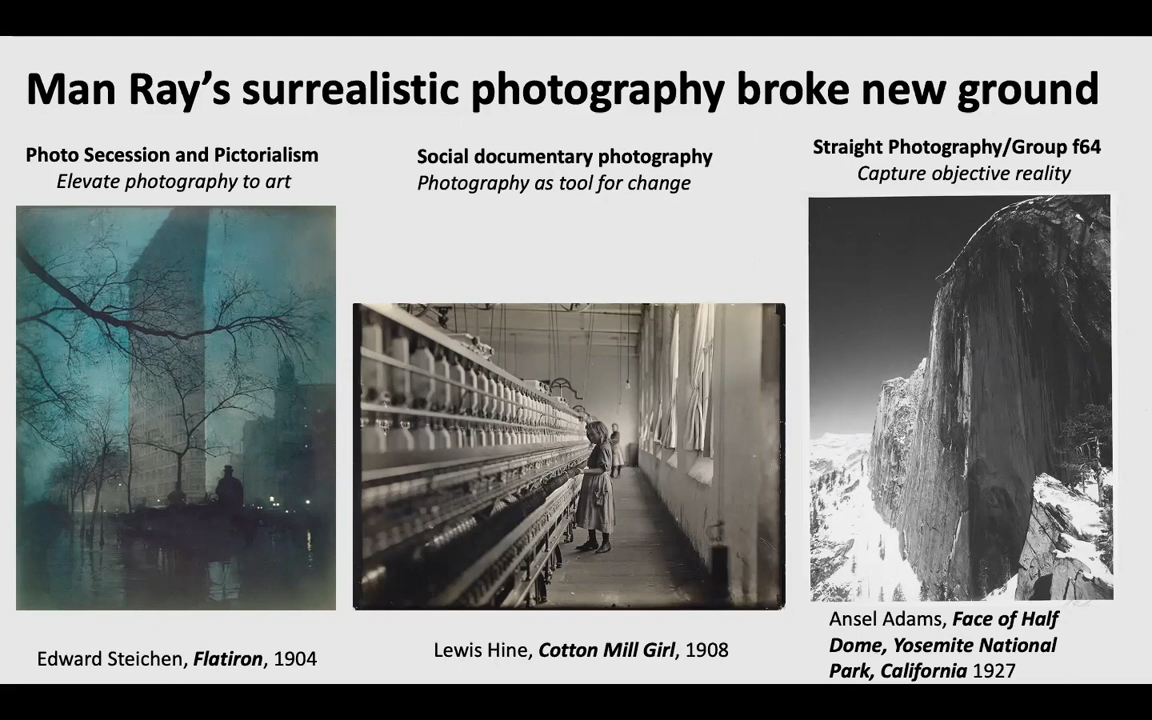 Man Ray's surrealistic photography broke new ground
Photo Secession and Pictorialism
Elevate photography to art
Social documentary photography
Photography as tool for change
Straight Photography/Group f64
Capture objective reality
Edward Steichen, Flatiron, 1904
Lewis Hine, Cotton Mill Girl, 1908
Ansel Adams, Face of Half
Dome, Yosemite National
Park, California 1927